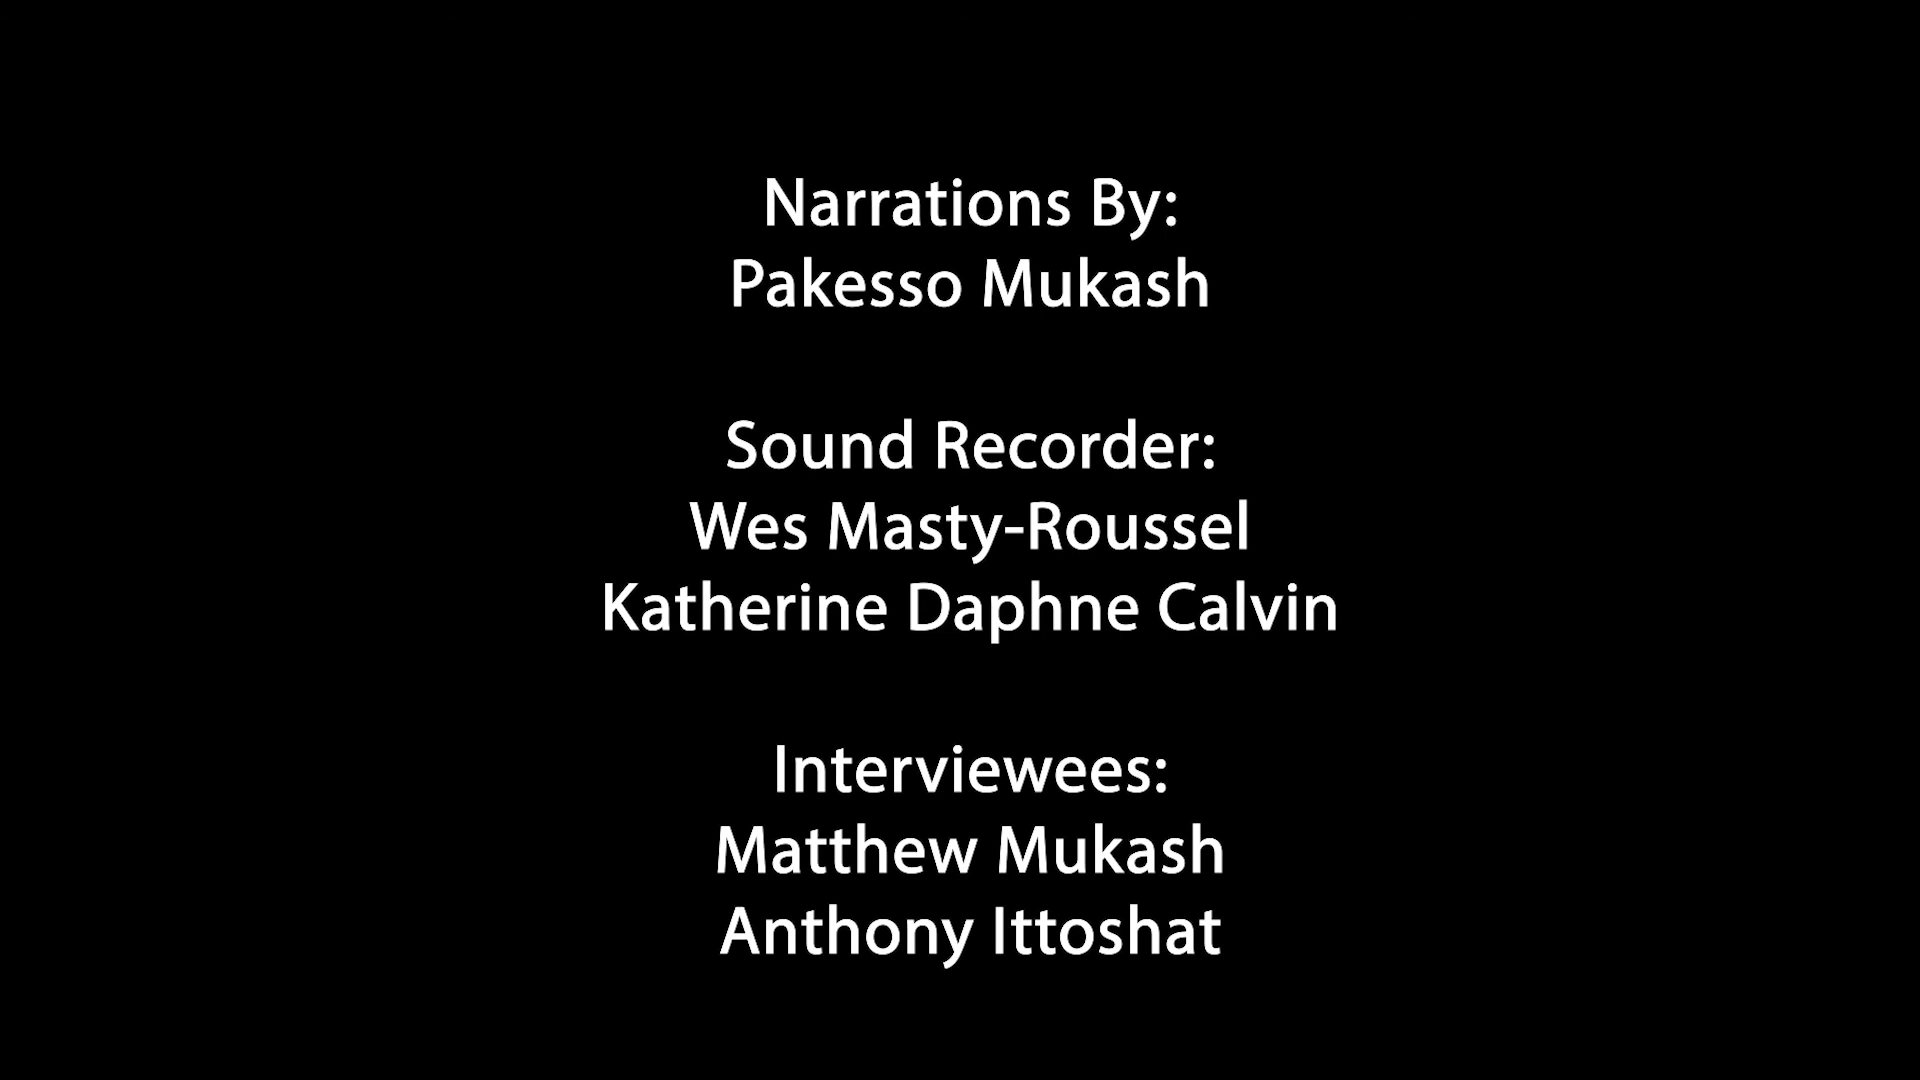 Narrations By:
Pakesso Mukash
Sound Recorder:
Wes Masty-Roussel
Katherine Daphne Calvin
Interviewees:
Matthew Mukash
Anthony Ittoshat